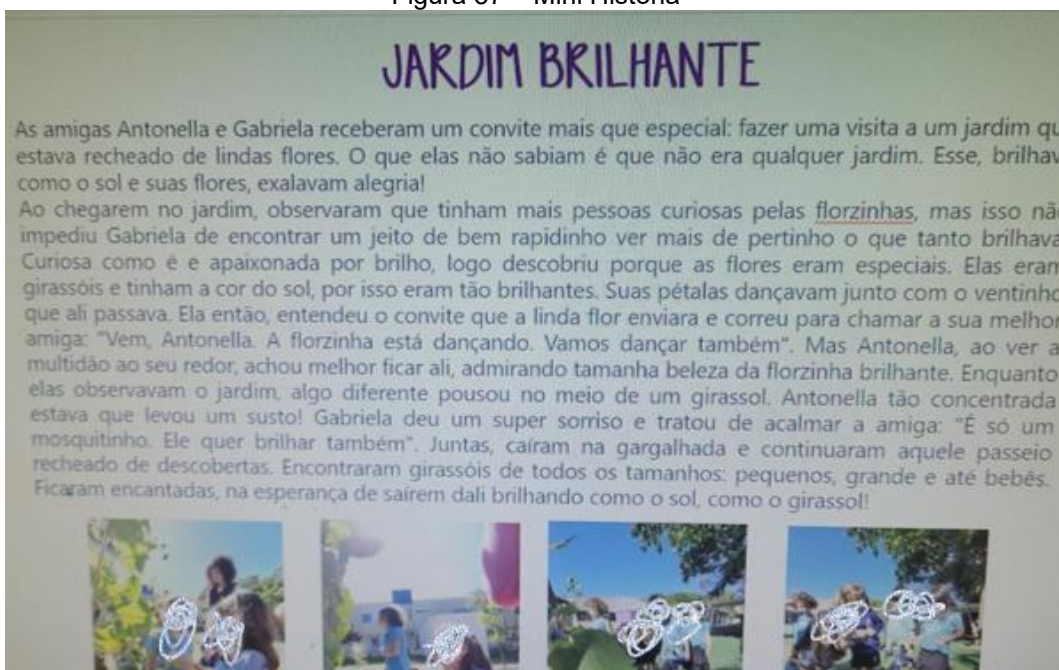 JARDIM BRILHANTE
As amigas Antonella e Gabriela receberam um convite mais que especial: fazer uma visita a um jardim qu
estava recheado de lindas flores. O que elas não sabiam é que não era qualquer jardim. Esse, brilhav
como o sol e suas flores, exalavam alegria!
Ao chegarem no jardim, observaram que tinham mais pessoas curiosas pelas florzinhas, mas isso nã
impediu Gabriela de encontrar um jeito de bem rapidinho ver mais de pertinho o que tanto brilhava
Curiosa como é e apaixonada por brilho, logo descobriu porque as flores eram especiais. Elas eram
girassóis e tinham a cor do sol, por isso eram tão brilhantes. Suas pétalas dançavam junto com o ventinho
que ali passava. Ela então, entendeu o convite que a linda flor enviara e correu para chamar a sua melhor
amiga: "Vem, Antonella. A florzinha está dançando. Vamos dançar também". Mas Antonella, ao ver a
multidão ao seu redor, achou melhor ficar ali, admirando tamanha beleza da florzinha brilhante. Enquanto
elas observavam o jardim, algo diferente pousou no meio de um girassol. Antonella tão concentrada
estava que levou um susto! Gabriela deu um super sorriso e tratou de acalmar a amiga: "É só um
mosquitinho. Ele quer brilhar também". Juntas, caíram na gargalhada e continuaram aquele passeio
recheado de descobertas. Encontraram girassóis de todos os tamanhos: pequenos, grande e até bebês.
Ficaram encantadas, na esperança de saírem dali brilhando como o sol, como o girassol!